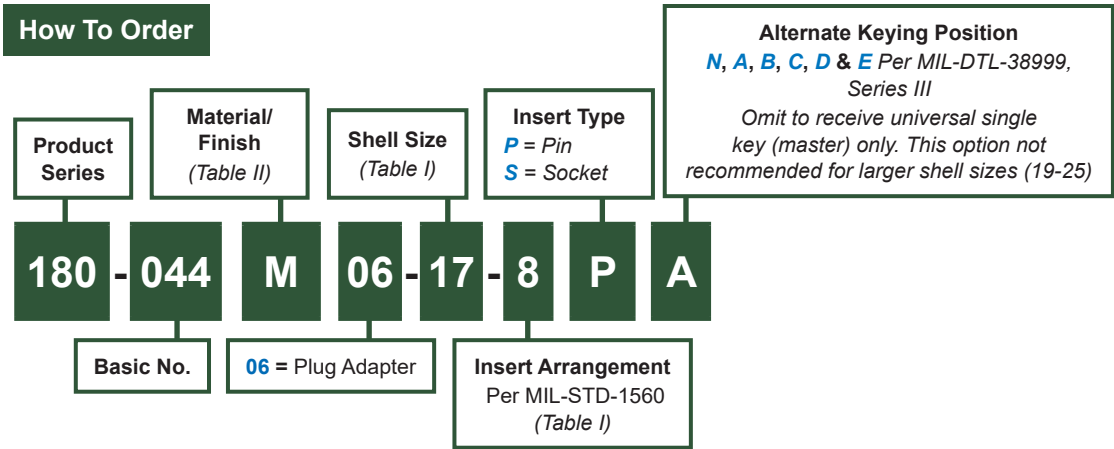 How To Order
Alternate Keying Position
N, A, B, C, D & E Per MIL-DTL-38999,
Series III
Omit to receive universal single
key (master) only. This option not
recommended for larger shell sizes (19-25)
Product
Series
Material/
Finish
(Table II)
Shell Size
(Table I)
Insert Type
P = Pin
S = Socket
180 - 044 M 06 - 17 - 8 P A
Basic No.
06 = Plug Adapter
Insert Arrangement
Per MIL-STD-1560
(Table I)